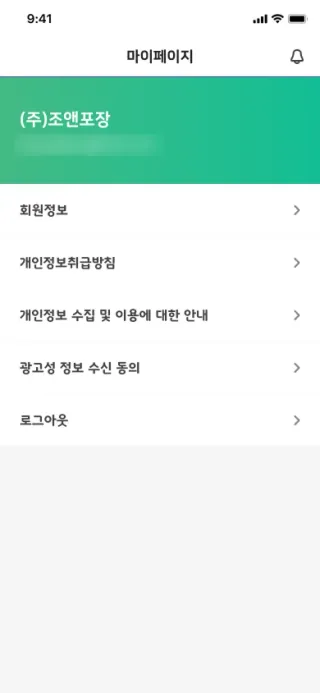 9:41
마이페이지
(주)조앤포장
회원정보
개인정보취급방침
개인정보 수집 및 이용에 대한 안내
광고성 정보 수신 동의
로그아웃